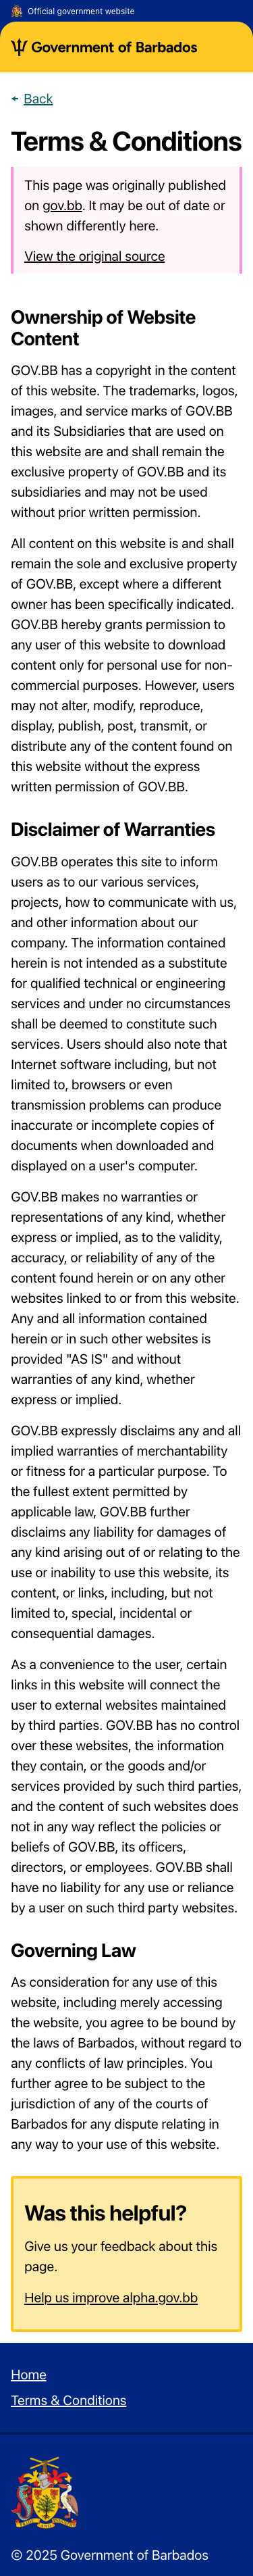 Official government website
Government of Barbados
Back
Terms & Conditions
This page was originally published
on gov.bb. It may be out of date or
shown differently here.
View the original source
Ownership of Website
Content
GOV.BB has a copyright in the content
of this website. The trademarks, logos,
images, and service marks of GOV.BB
and its Subsidiaries that are used on
this website are and shall remain the
exclusive property of GOV.BB and its
subsidiaries and may not be used
without prior written permission.
All content on this website is and shall
remain the sole and exclusive property
of GOV.BB, except where a different
owner has been specifically indicated.
GOV.BB hereby grants permission to
any user of this website to download
content only for personal use for non-
commercial purposes. However, users
may not alter, modify, reproduce,
display, publish, post, transmit, or
distribute any of the content found on
this website without the express
written permission of GOV.BB.
Disclaimer of Warranties
GOV.BB operates this site to inform
users as to our various services,
projects, how to communicate with us,
and other information about our
company. The information contained
herein is not intended as a substitute
for qualified technical or engineering
services and under no circumstances
shall be deemed to constitute such
services. Users should also note that
Internet software including, but not
limited to, browsers or even
transmission problems can produce
inaccurate or incomplete copies of
documents when downloaded and
displayed on a user's computer.
GOV.BB makes no warranties or
representations of any kind, whether
express or implied, as to the validity,
accuracy, or reliability of any of the
content found herein or on any other
websites linked to or from this website.
Any and all information contained
herein or in such other websites is
provided "AS IS" and without
warranties of any kind, whether
express or implied.
GOV.BB expressly disclaims any and all
implied warranties of merchantability
or fitness for a particular purpose. To
the fullest extent permitted by
applicable law, GOV.BB further
disclaims any liability for damages of
any kind arising out of or relating to the
use or inability to use this website, its
content, or links, including, but not
limited to, special, incidental or
consequential damages.
As a convenience to the user, certain
links in this website will connect the
user to external websites maintained
by third parties. GOV.BB has no control
over these websites, the information
they contain, or the goods and/or
services provided by such third parties,
and the content of such websites does
not in any way reflect the policies or
beliefs of GOV.BB, its officers,
directors, or employees. GOV.BB shall
have no liability for any use or reliance
by a user on such third party websites.
Governing Law
As consideration for any use of this
website, including merely accessing
the website, you agree to be bound by
the laws of Barbados, without regard to
any conflicts of law principles. You
further agree to be subject to the
jurisdiction of any of the courts of
Barbados for any dispute relating in
any way to your use of this website.
Was this helpful?
Give us your feedback about this
page.
Help us improve alpha.gov.bb
Home
Terms & Conditions
© 2025 Government of Barbados